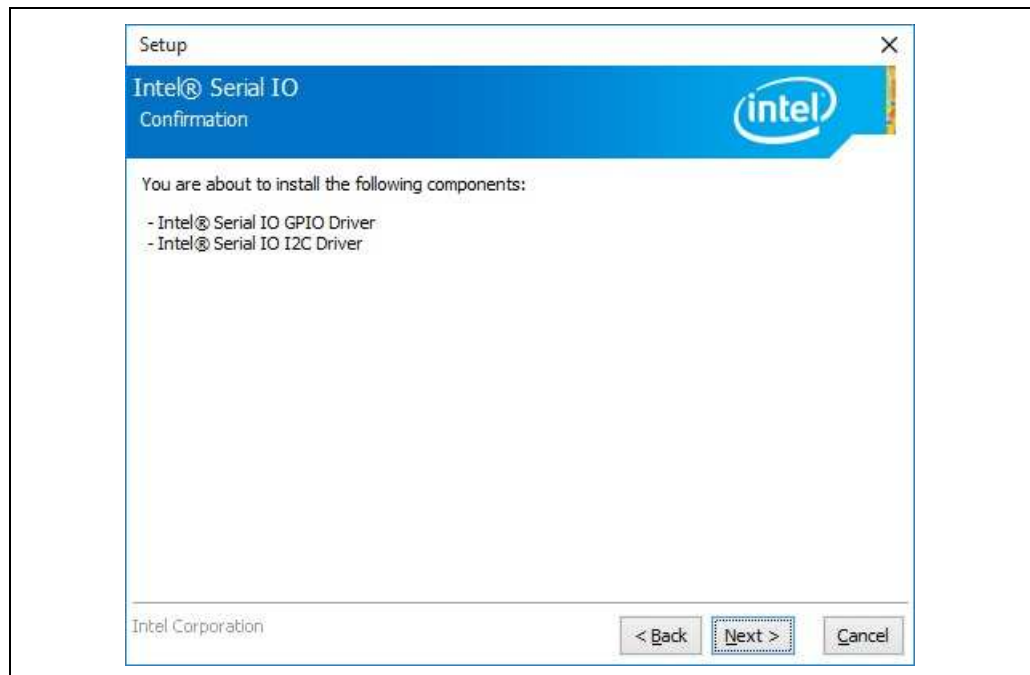 Setup
Intel® Serial IO
Confirmation
intel
You are about to install the following components:
- Intel® Serial IO GPIO Driver
- Intel® Serial IO I2C Driver
Intel Corporation
< Back Next > Cancel